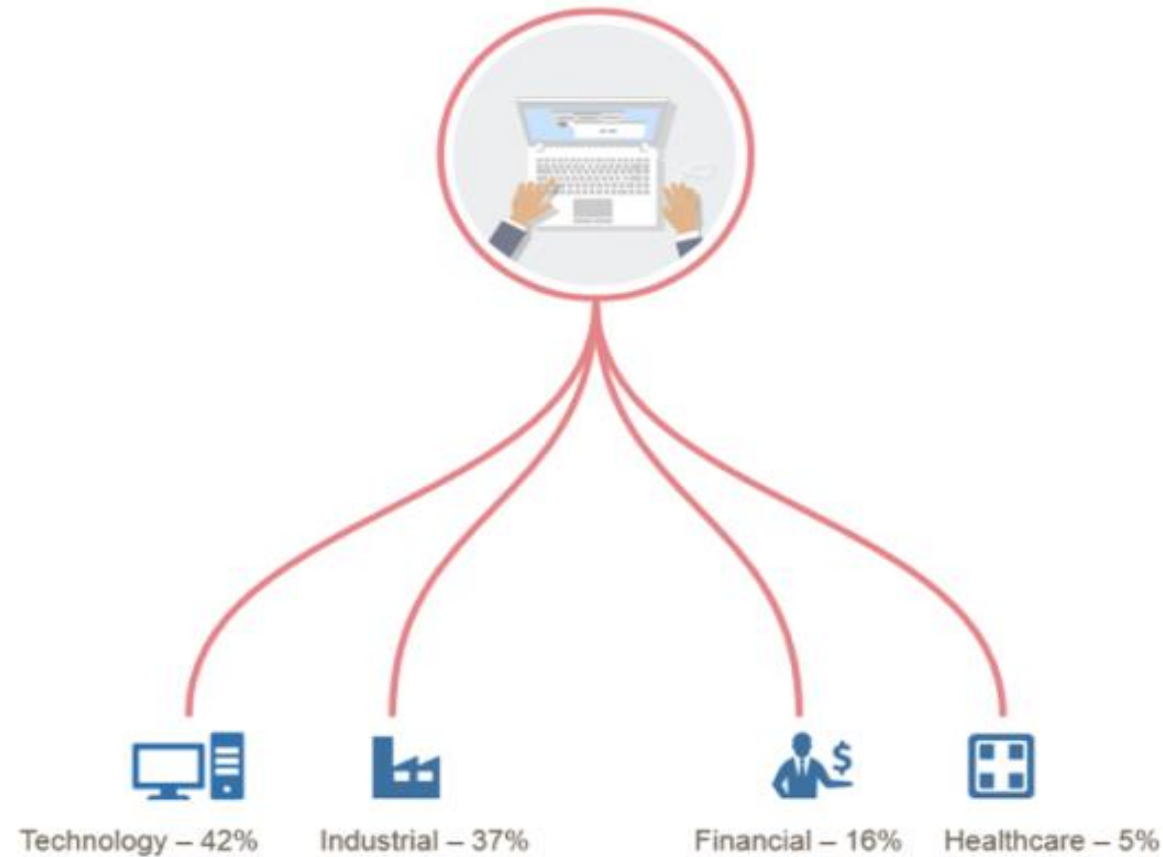 Technology – 42%
Industrial – 37%
Financial – 16%
Healthcare – 5%